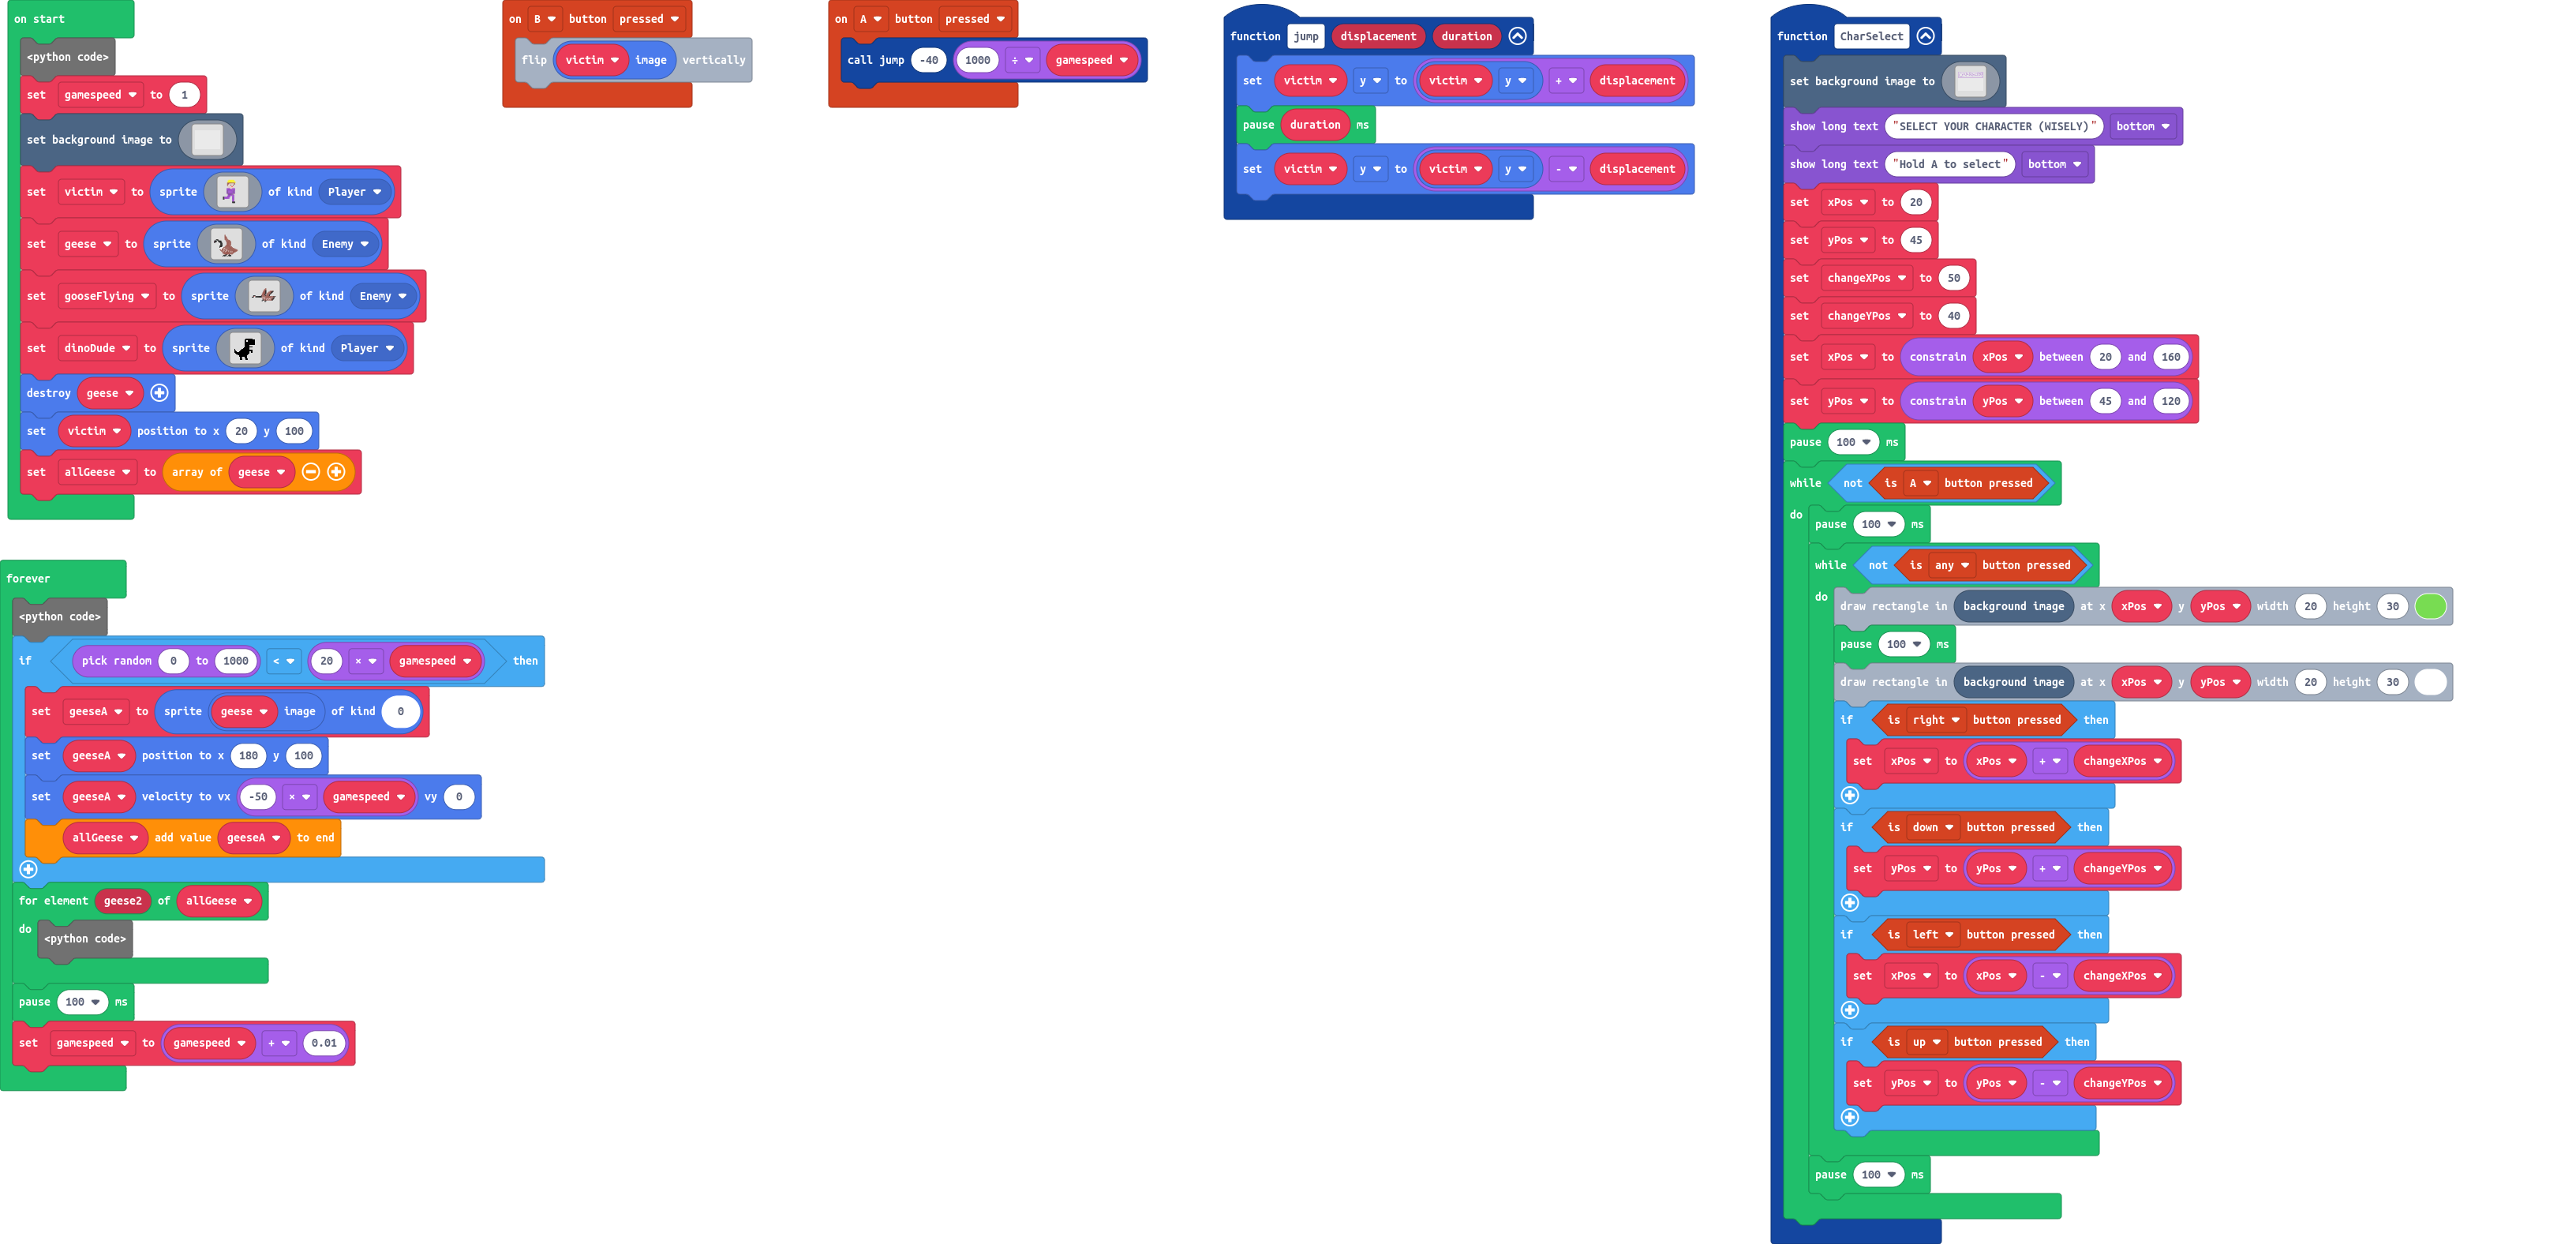 on start
<python code>
set gamespeed to 1
set background image to
set victim to sprite of kind Player
set geese to sprite of kind Enemy
set gooseFlying to sprite of kind Enemy
set dinoDude to sprite of kind Player
destroy geese
set victim position to x 20 y 100
set allGeese to array of geese
forever
<python code>
if pick random 0 to 1000 < 20 × gamespeed then
set geeseA to sprite geese image of kind 0
set geeseA position to x 180 y 100
set geeseA velocity to vx -50 × gamespeed vy 0
allGeese add value geeseA to end
for element geese2 of allGeese
do <python code>
pause 100 ms
set gamespeed to gamespeed + 0.01
on B button pressed
flip victim image vertically
on A button pressed
call jump -40 1000 ÷ gamespeed
function jump displacement duration
set victim y to victim y + displacement
pause duration ms
set victim y to victim y - displacement
function CharSelect
set background image to
show long text "SELECT YOUR CHARACTER (WISELY)" bottom
show long text "Hold A to select" bottom
set xPos to 20
set yPos to 45
set changeXPos to 50
set changeYPos to 40
set xPos to constrain xPos between 20 and 160
set yPos to constrain yPos between 45 and 120
pause 100 ms
while not is A button pressed
do pause 100 ms
while not is any button pressed
do draw rectangle in background image at x xPos y yPos width 20 height 30
pause 100 ms
draw rectangle in background image at x xPos y yPos width 20 height 30
if is right button pressed then
set xPos to xPos + changeXPos
if is down button pressed then
set yPos to yPos + changeYPos
if is left button pressed then
set xPos to xPos - changeXPos
if is up button pressed then
set yPos to yPos - changeYPos
pause 100 ms